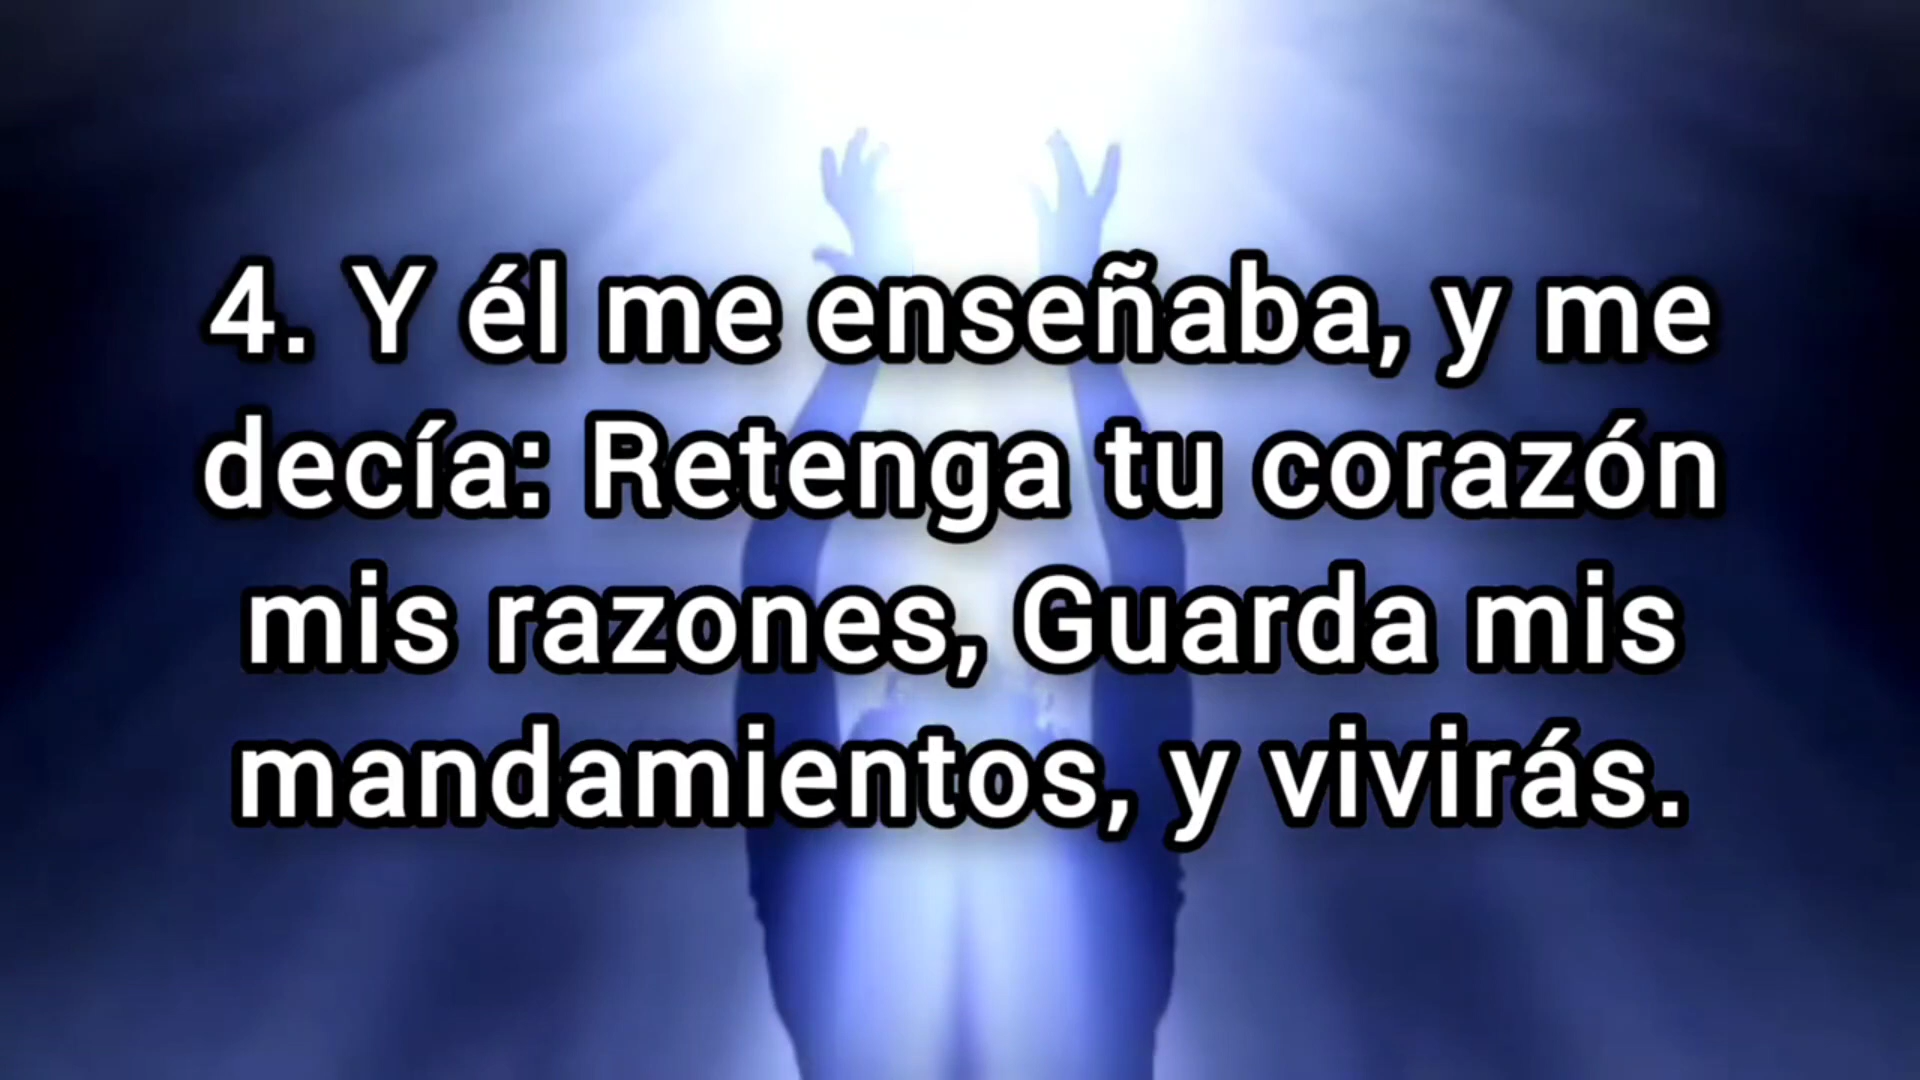 4. Y él me enseñaba, y me
decía: Retenga tu corazón
mis razones, Guarda mis
mandamientos, y vivirás.